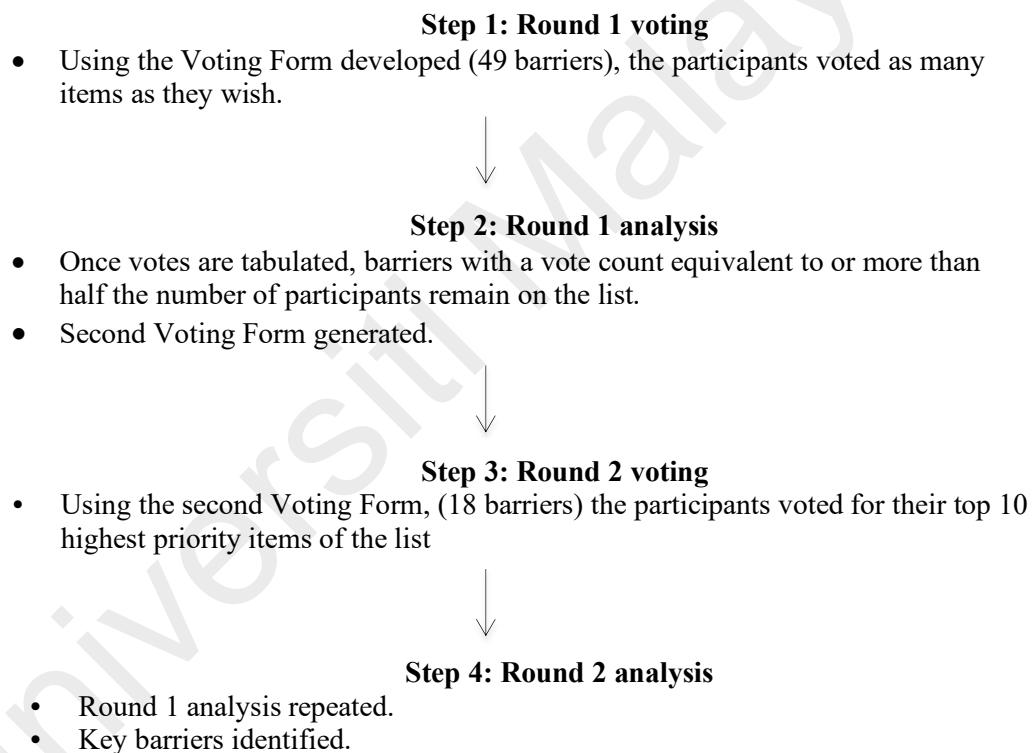 Step 1: Round 1 voting
• Using the Voting Form developed (49 barriers), the participants voted as many
items as they wish.
Step 2: Round 1 analysis
• Once votes are tabulated, barriers with a vote count equivalent to or more than
half the number of participants remain on the list.
• Second Voting Form generated.
Step 3: Round 2 voting
• Using the second Voting Form, (18 barriers) the participants voted for their top 10
highest priority items of the list
Step 4: Round 2 analysis
• Round 1 analysis repeated.
• Key barriers identified.